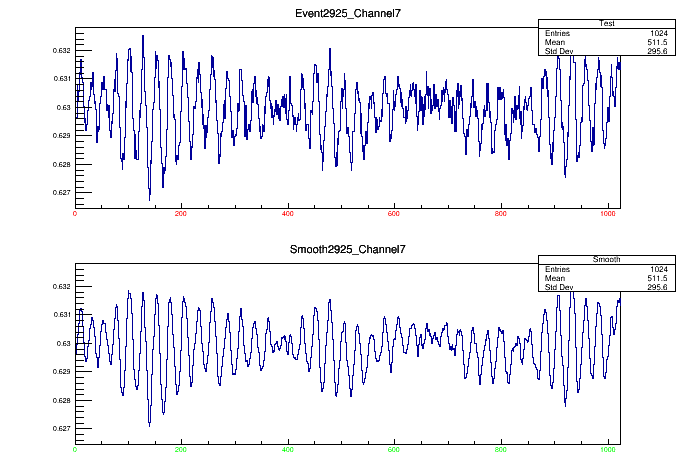 Event2925_Channel7
Test
Entries 1024
Mean 511.5
Std Dev 295.6
0.632
0.631
0.63
0.629
0.628
0.627
0 200 400 600 800 1000
Smooth2925_Channel7
Smooth
Entries 1024
Mean 511.5
Std Dev 295.6
0.632
0.631
0.63
0.629
0.628
0.627
0 200 400 600 800 1000